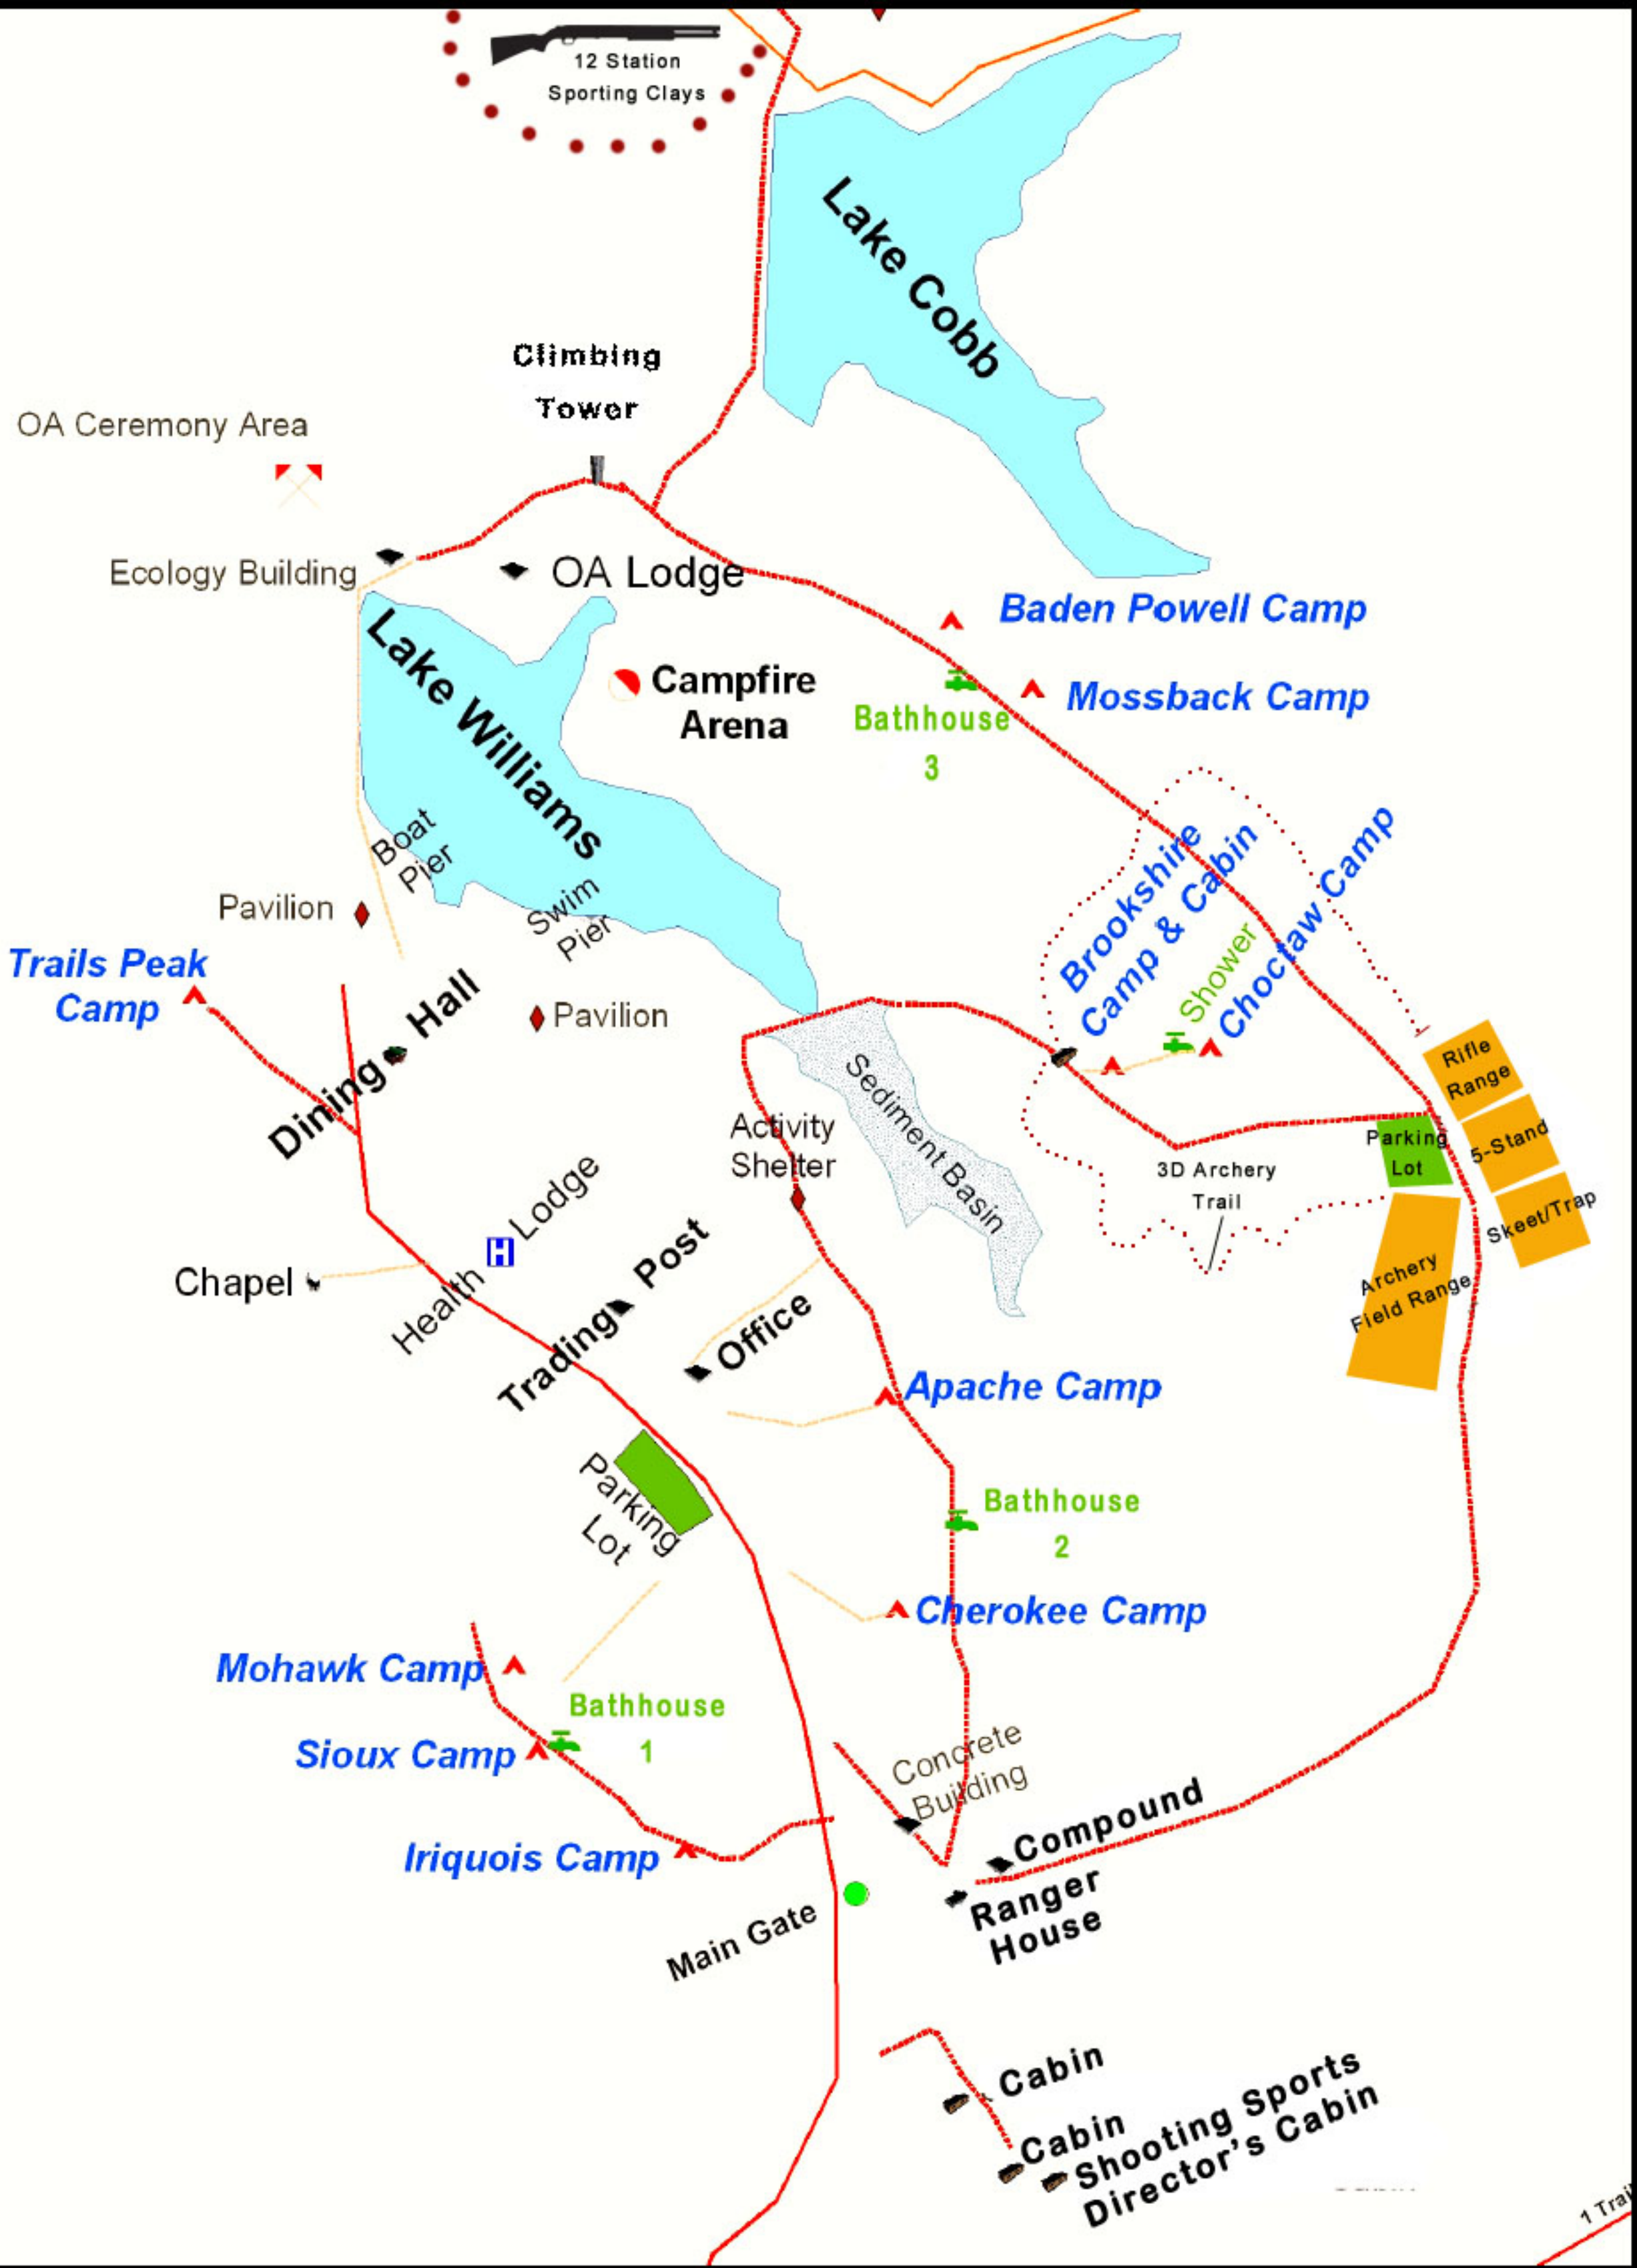 12 Station
Sporting Clays
Lake Cobb
Climbing
Tower
OA Ceremony Area
Ecology Building
OA Lodge
Baden Powell Camp
Lake Williams
Campfire
Arena
Mossback Camp
Bathhouse
3
Boat
Pier
Swim
Pier
Pavilion
Brookshire
Camp & Cabin
Shower
Choctaw Camp
Trails Peak
Camp
Dining Hall
Pavilion
Sediment Basin
Rifle
Range
Activity
Shelter
Parking
Lot
5-Stand
3D Archery
Trail
Skeet/Trap
Health Lodge
Chapel
Archery
Field Range
Trading Post
Office
Apache Camp
Parking
Lot
Bathhouse
2
Cherokee Camp
Mohawk Camp
Bathhouse
1
Sioux Camp
Concrete
Building
Iriquois Camp
Compound
Ranger
House
Main Gate
Cabin
Cabin
Shooting Sports
Director's Cabin
1 Trail